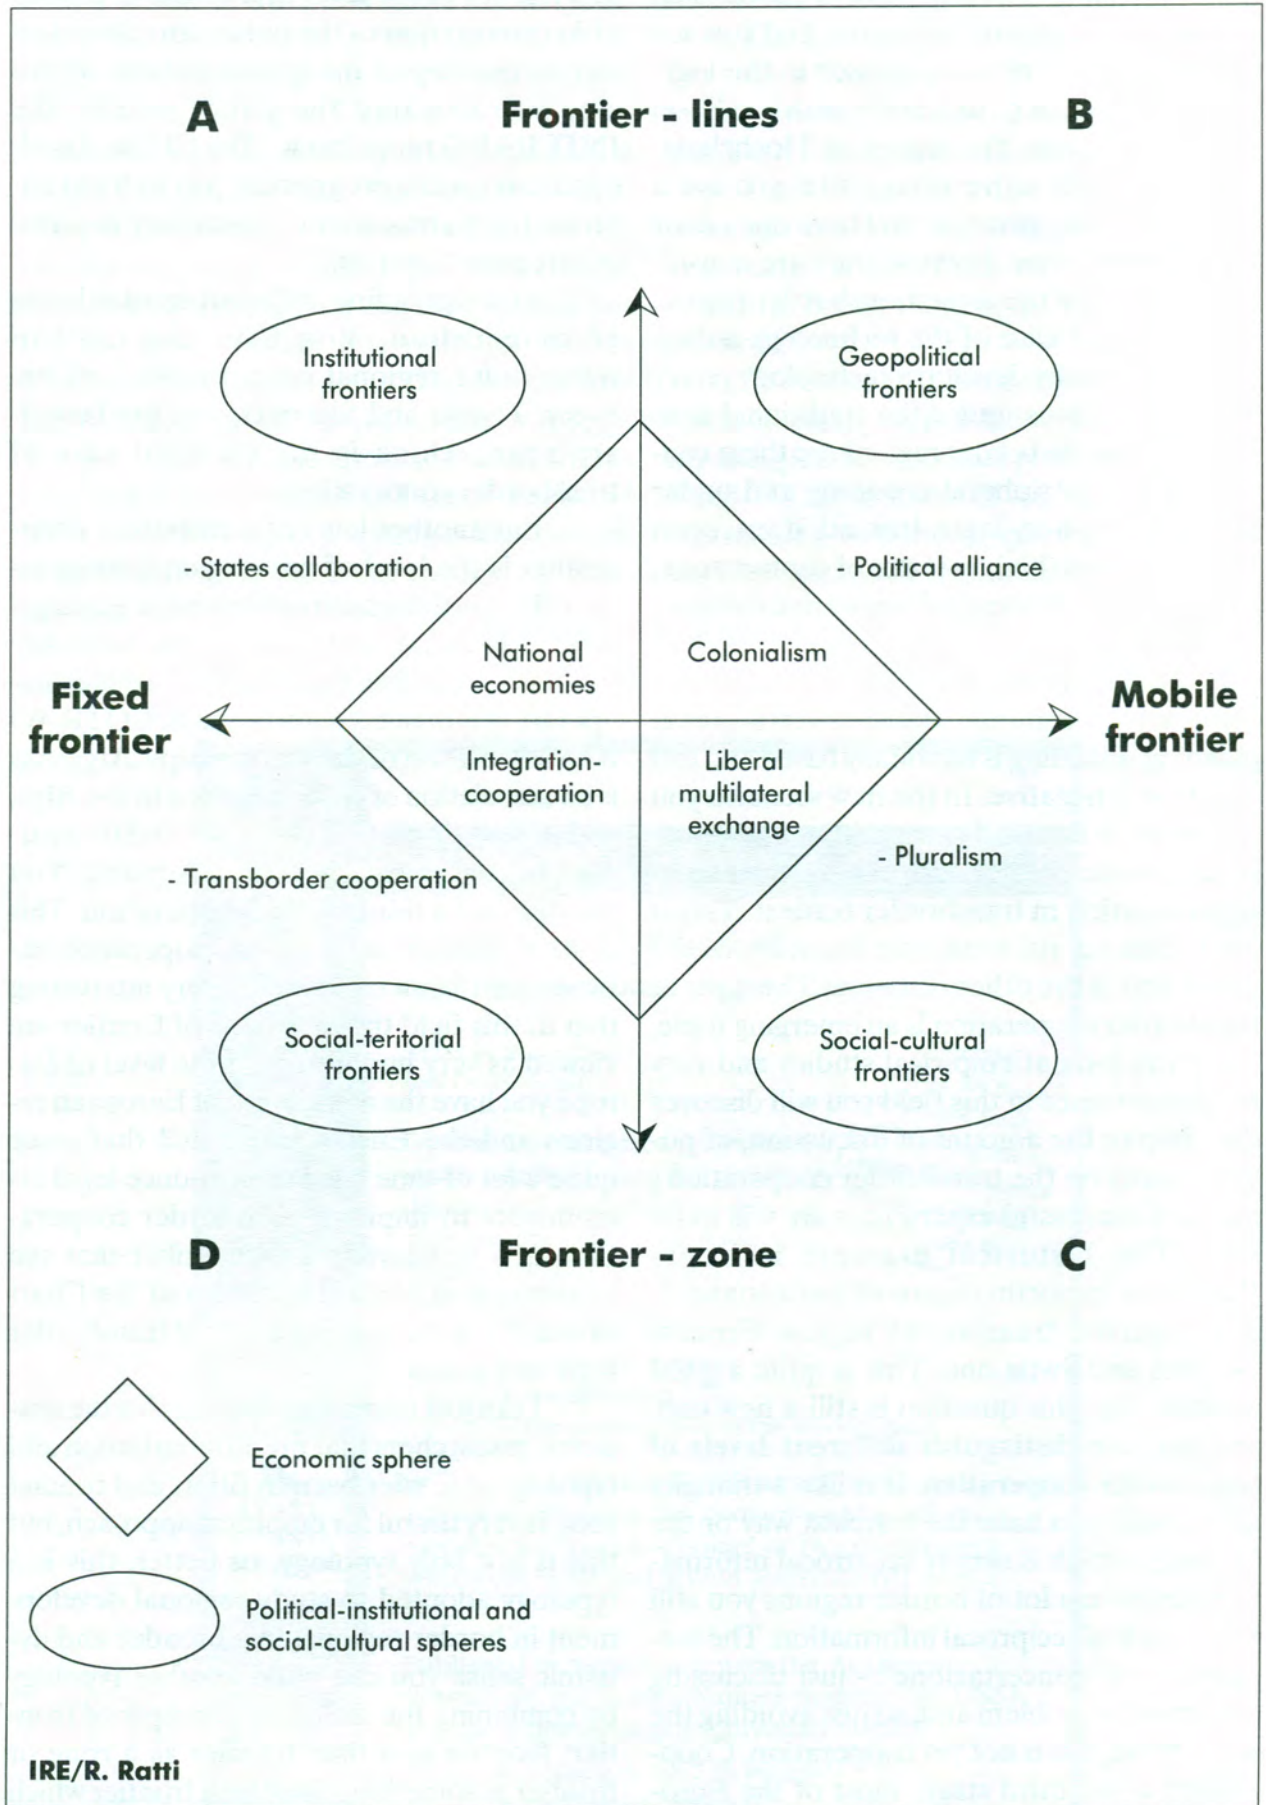 A
Frontier - lines
B
Institutional
frontiers
Geopolitical
frontiers
- States collaboration
- Political alliance
National
economies
Colonialism
Fixed
frontier
Mobile
frontier
Integration-
cooperation
Liberal
multilateral
exchange
- Pluralism
- Transborder cooperation
Social-teritorial
frontiers
Social-cultural
frontiers
D
Frontier - zone
C
Economic sphere
Political-institutional and
social-cultural spheres
IRE/R. Ratti